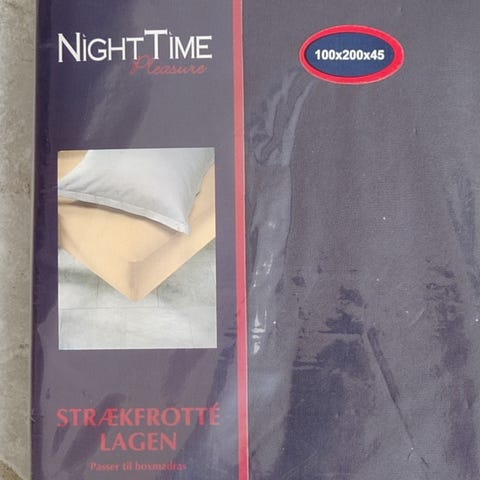 NIGHTTIME
Pleasure
100x200x45
STRÆKFROTTÉ
LAGEN
Passer til boxmadras